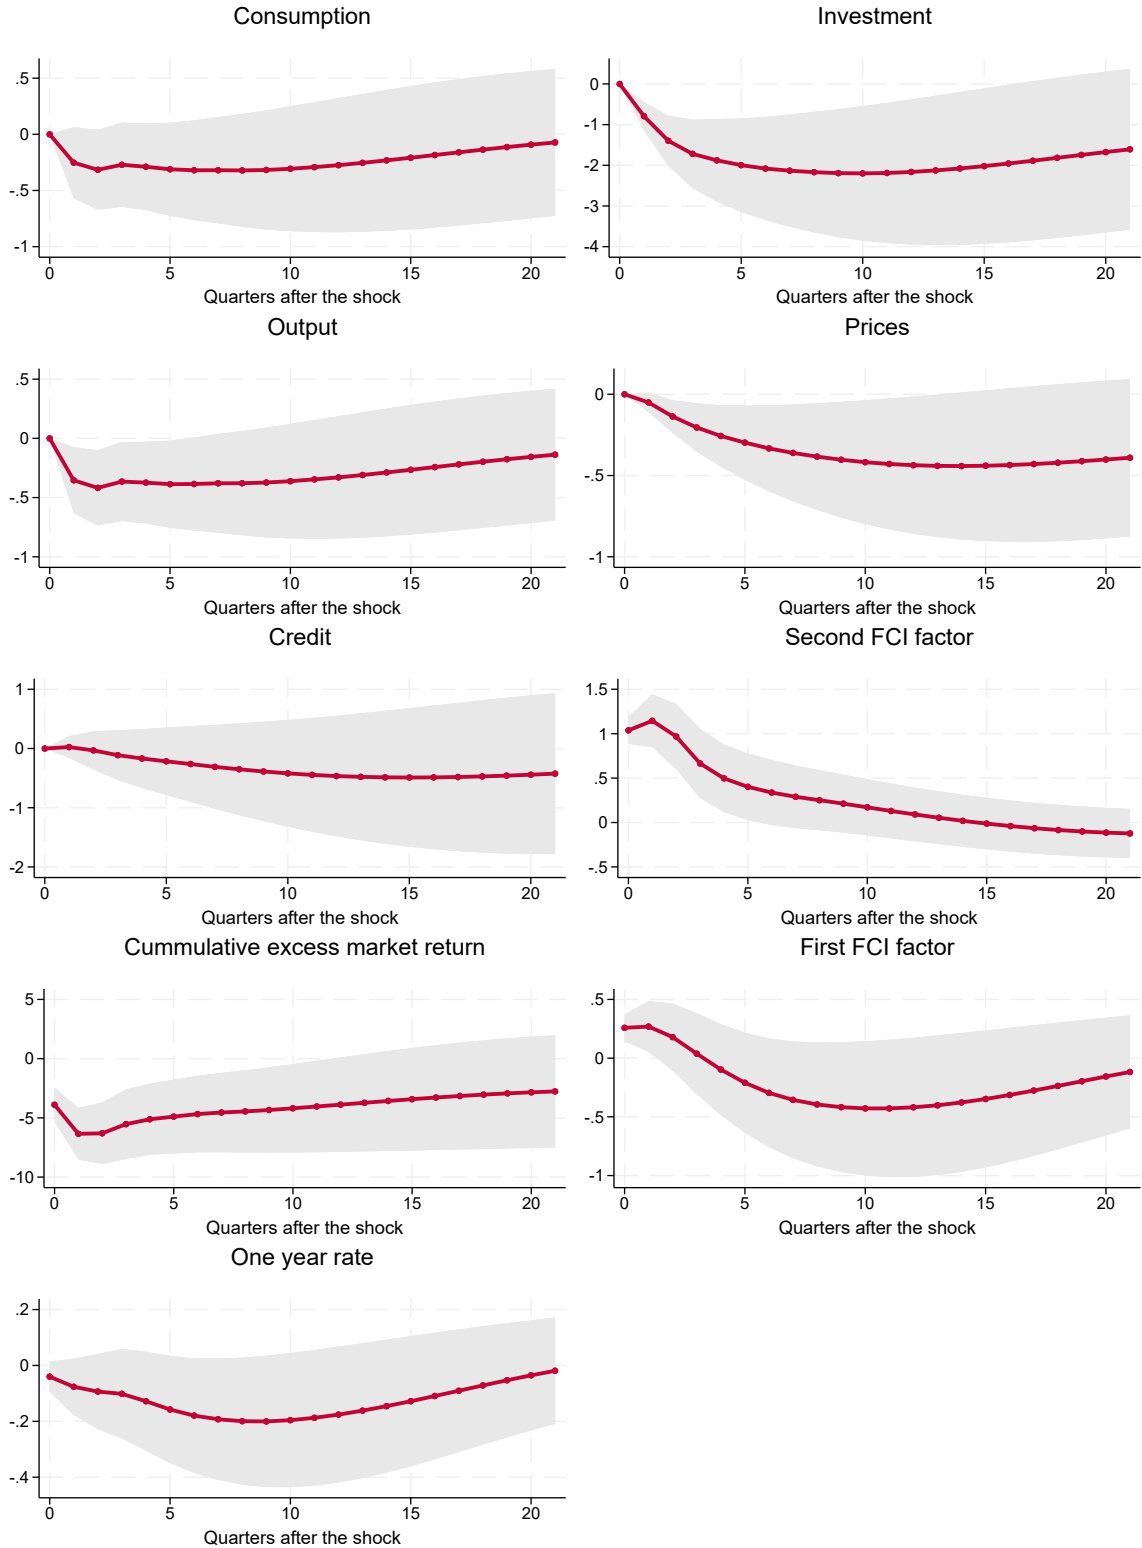 Consumption
.5
0
-.5
-1
0 5 10 15 20
Quarters after the shock
Investment
0
-1
-2
-3
-4
0 5 10 15 20
Quarters after the shock
Output
.5
0
-.5
-1
0 5 10 15 20
Quarters after the shock
Prices
0
-.5
-1
0 5 10 15 20
Quarters after the shock
Credit
1
0
-1
-2
0 5 10 15 20
Quarters after the shock
Second FCI factor
1.5
1
.5
0
-.5
0 5 10 15 20
Quarters after the shock
Cummulative excess market return
5
0
-5
-10
0 5 10 15 20
Quarters after the shock
First FCI factor
.5
0
-.5
-1
0 5 10 15 20
Quarters after the shock
One year rate
.2
0
-.2
-.4
0 5 10 15 20
Quarters after the shock